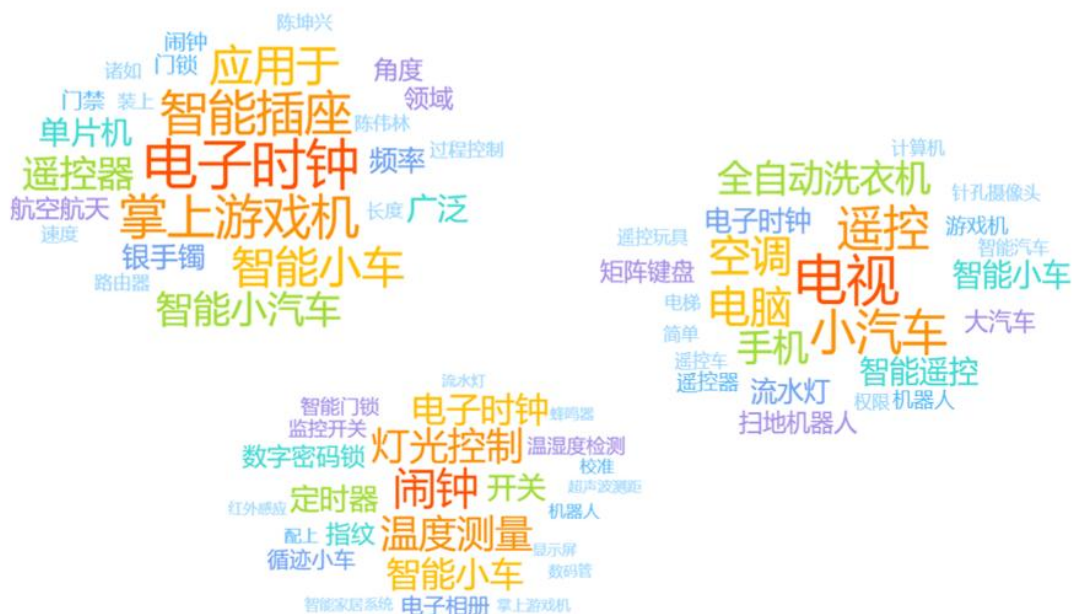 陈坤兴
闹钟
应用于
诸如 门锁
角度
门禁 装上
智能插座
领域
单片机
陈伟林
电子时钟
频率 过程控制
遥控器
航空航天
掌上游戏机
长度 广泛
速度
银手镯
智能小车
路由器
智能小汽车
计算机
全自动洗衣机
针孔摄像头
电子时钟
遥控
游戏机
遥控玩具
空调
智能汽车
矩阵键盘
电视
智能小车
电梯
电脑
小汽车
大汽车
简单
手机
遥控车
智能遥控
遥控器
流水灯
权限 机器人
扫地机器人
流水灯
智能门锁
电子时钟
蜂鸣器
监控开关
灯光控制
温湿度检测
数字密码锁
校准
闹钟
开关
超声波测距
定时器
红外感应
机器人
配上
指纹
温度测量
显示屏
循迹小车
智能小车
数码管
智能家居系统
电子相册
掌上游戏机